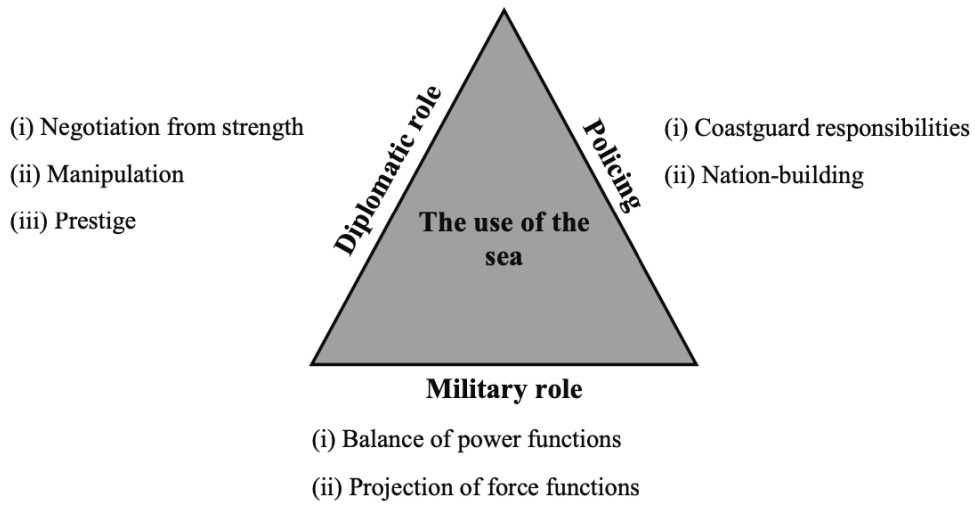 Diplomatic role
(i) Negotiation from strength
(ii) Manipulation
(iii) Prestige
Policing
(i) Coastguard responsibilities
(ii) Nation-building
The use of the
sea
Military role
(i) Balance of power functions
(ii) Projection of force functions